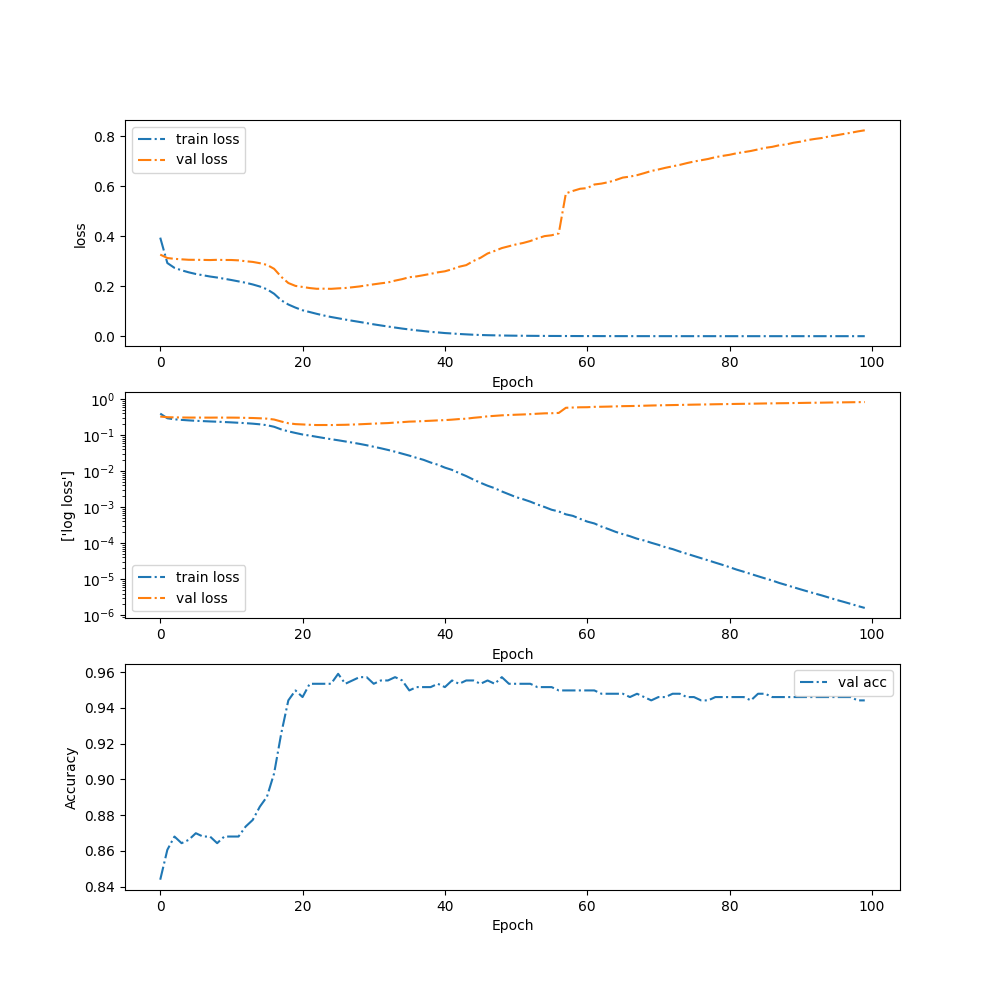 0.8
0.6
0.4
0.2
0.0
loss
train loss
val loss
0 20 40 60 80 100
Epoch
10⁰
10⁻¹
10⁻²
10⁻³
10⁻⁴
10⁻⁵
10⁻⁶
['log loss']
train loss
val loss
0 20 40 60 80 100
Epoch
0.96
0.94
0.92
0.90
0.88
0.86
0.84
Accuracy
val acc
0 20 40 60 80 100
Epoch